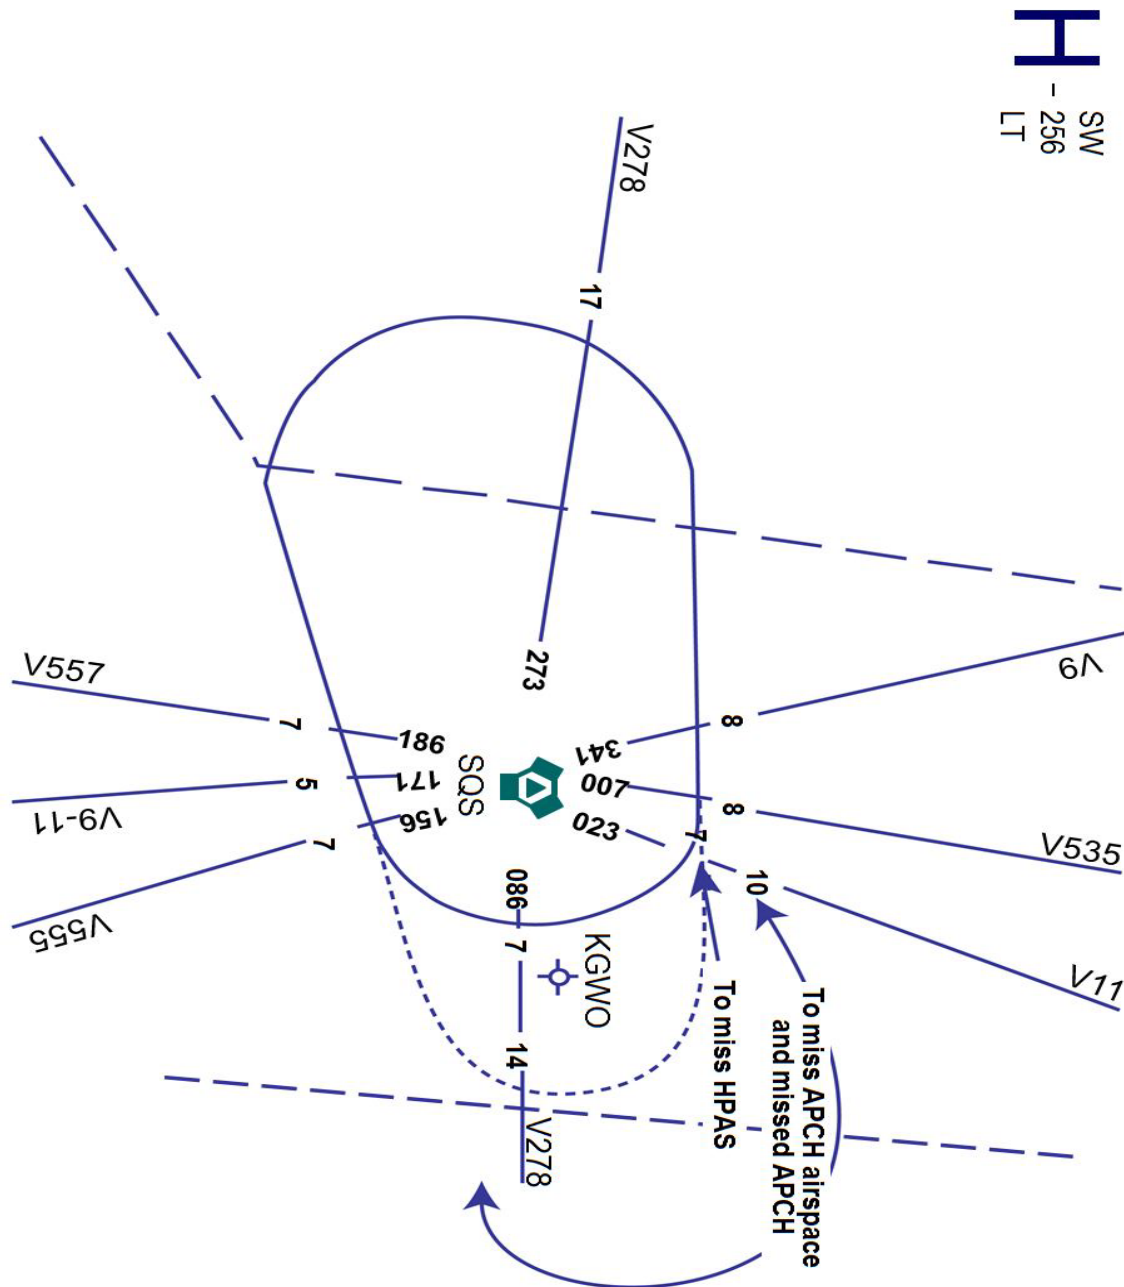 H
SW
- 256
LT
V278
17
273
V557
7
186
V9-11
5
171
V555
7
156
SQS
341
8
V9
007
8
V535
023
7
10
V11
086
7
KGWO
14
V278
To miss HPAS
To miss APCH airspace
and missed APCH